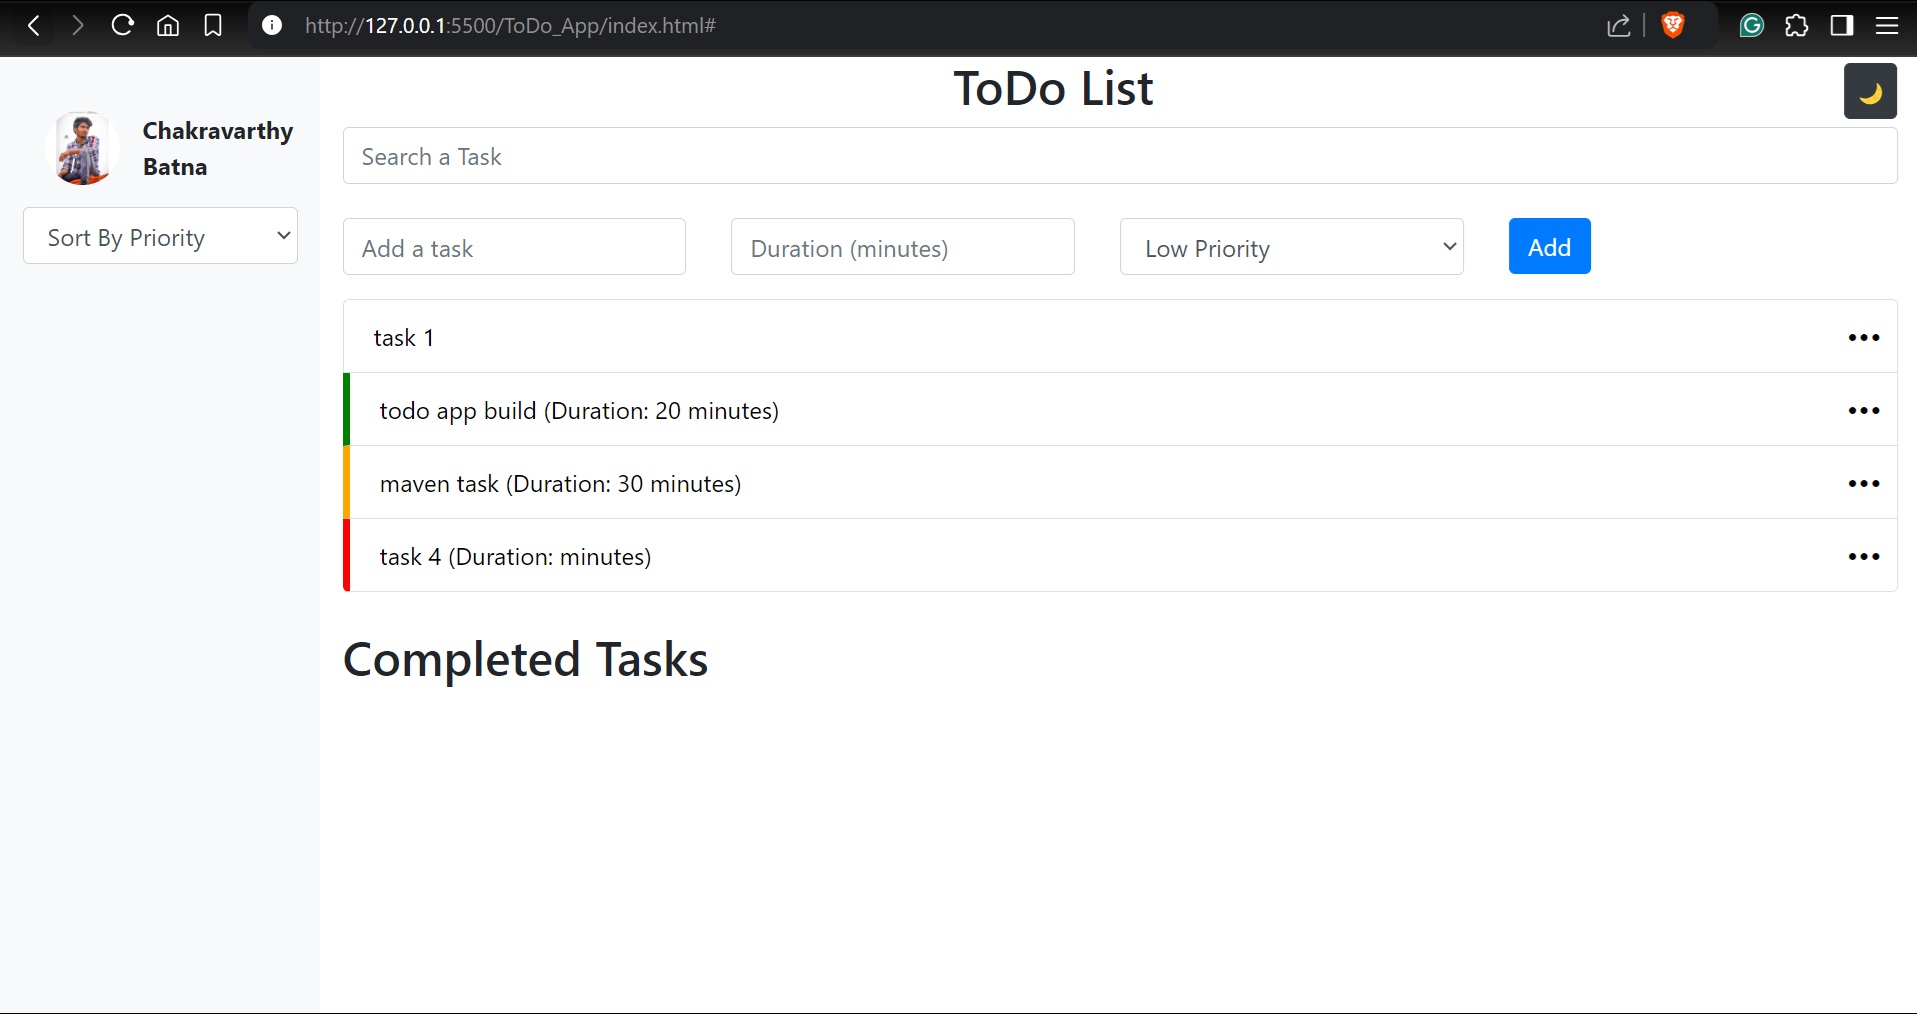 http://127.0.0.1:5500/ToDo_App/index.html#
ToDo List
Chakravarthy
Batna
Search a Task
Sort By Priority
Add a task
Duration (minutes)
Low Priority
Add
task 1
todo app build (Duration: 20 minutes)
maven task (Duration: 30 minutes)
task 4 (Duration: minutes)
Completed Tasks